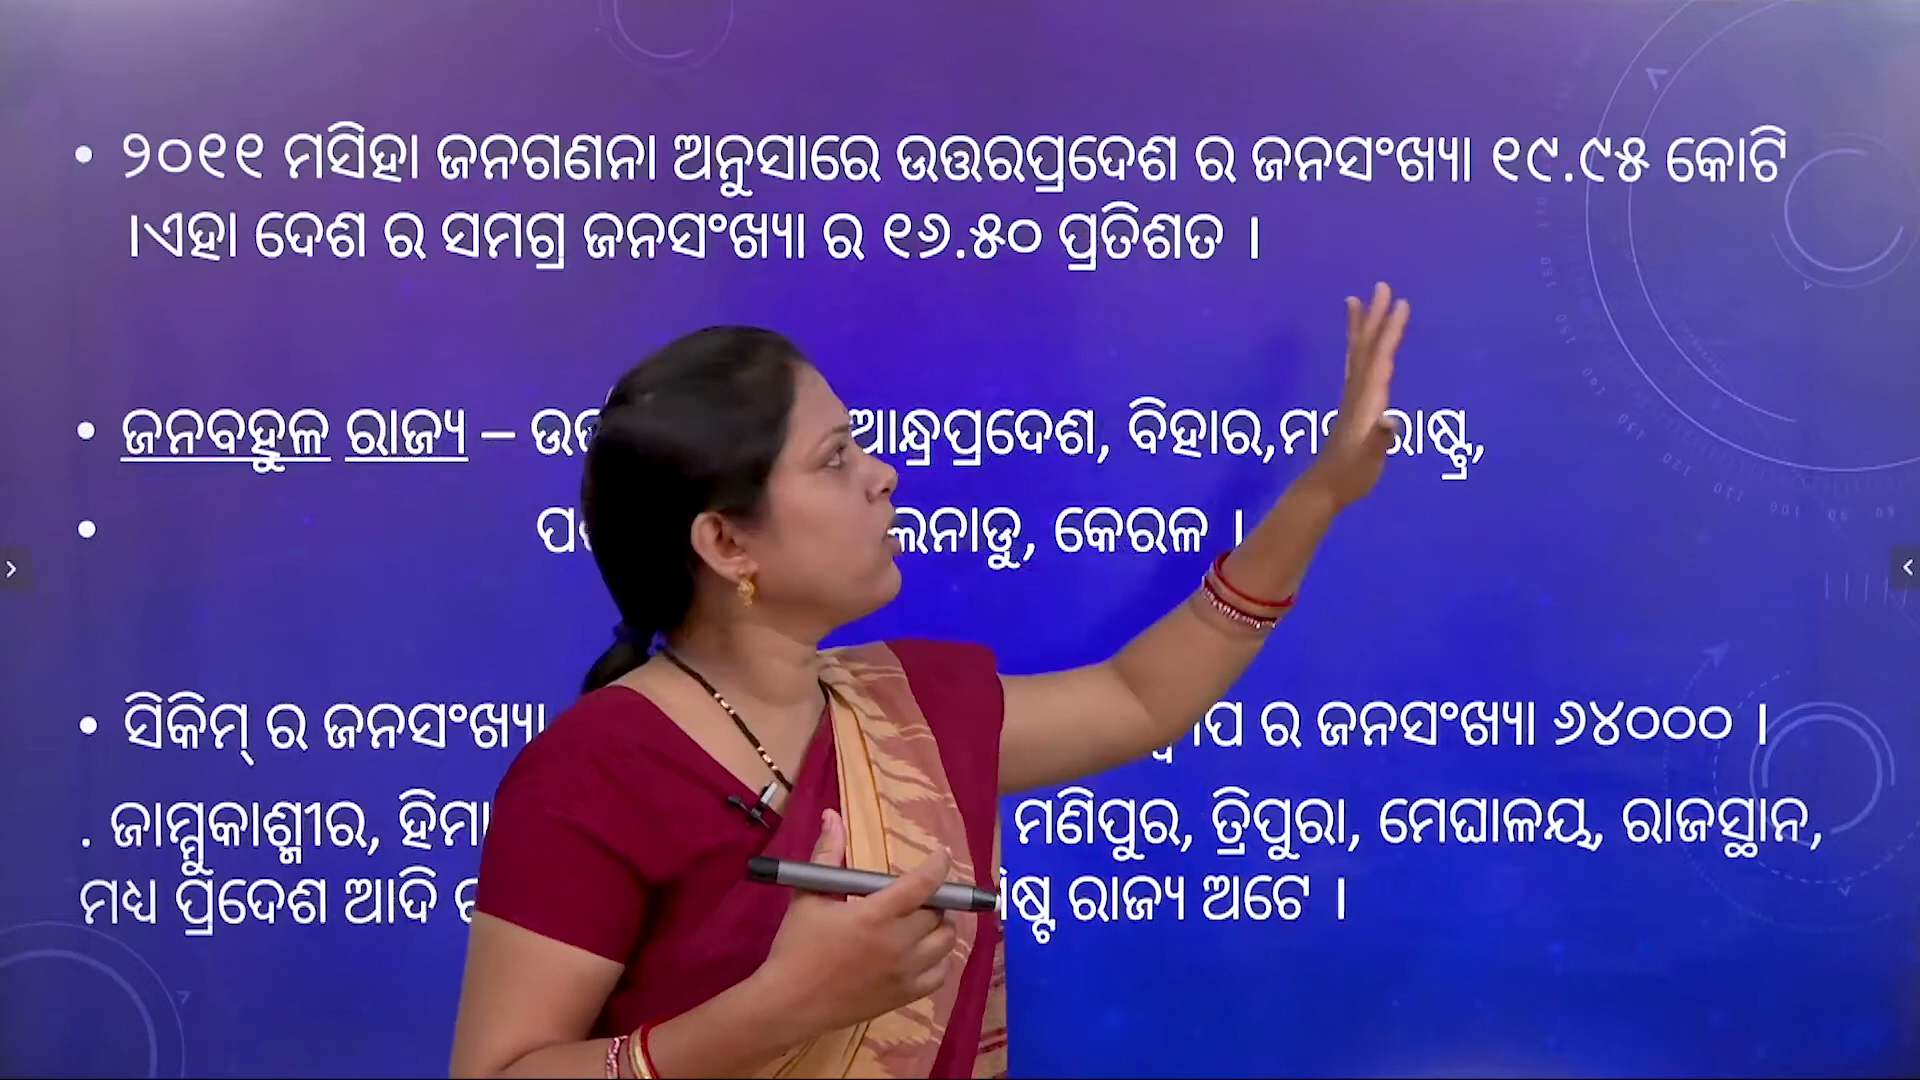 • ୨୦୧୧ ମସିହା ଜନଗଣନା ଅନୁସାରେ ଉତ୍ତରପ୍ରଦେଶ ର ଜନସଂଖ୍ୟା ୧୯.୯୫ କୋଟି
।ଏହା ଦେଶ ର ସମଗ୍ର ଜନସଂଖ୍ୟା ର ୧୬.୫୦ ପ୍ରତିଶତ ।
• ଜନବହୁଳ ରାଜ୍ୟ – ଆନ୍ଧ୍ରପ୍ରଦେଶ, ବିହାର,
• କେରଳ ।
• ସିକିମ୍ ର ଜନସଂଖ୍ୟା ର ଜନସଂଖ୍ୟା ୬୪୦୦୦ ।
. ଜାମ୍ମୁକାଶ୍ମୀର, ମଣିପୁର, ତ୍ରିପୁରା, ମେଘାଳୟ, ରାଜସ୍ଥାନ,
ମଧ୍ୟ ପ୍ରଦେଶ ଆଦି ରାଜ୍ୟ ଅଟେ ।